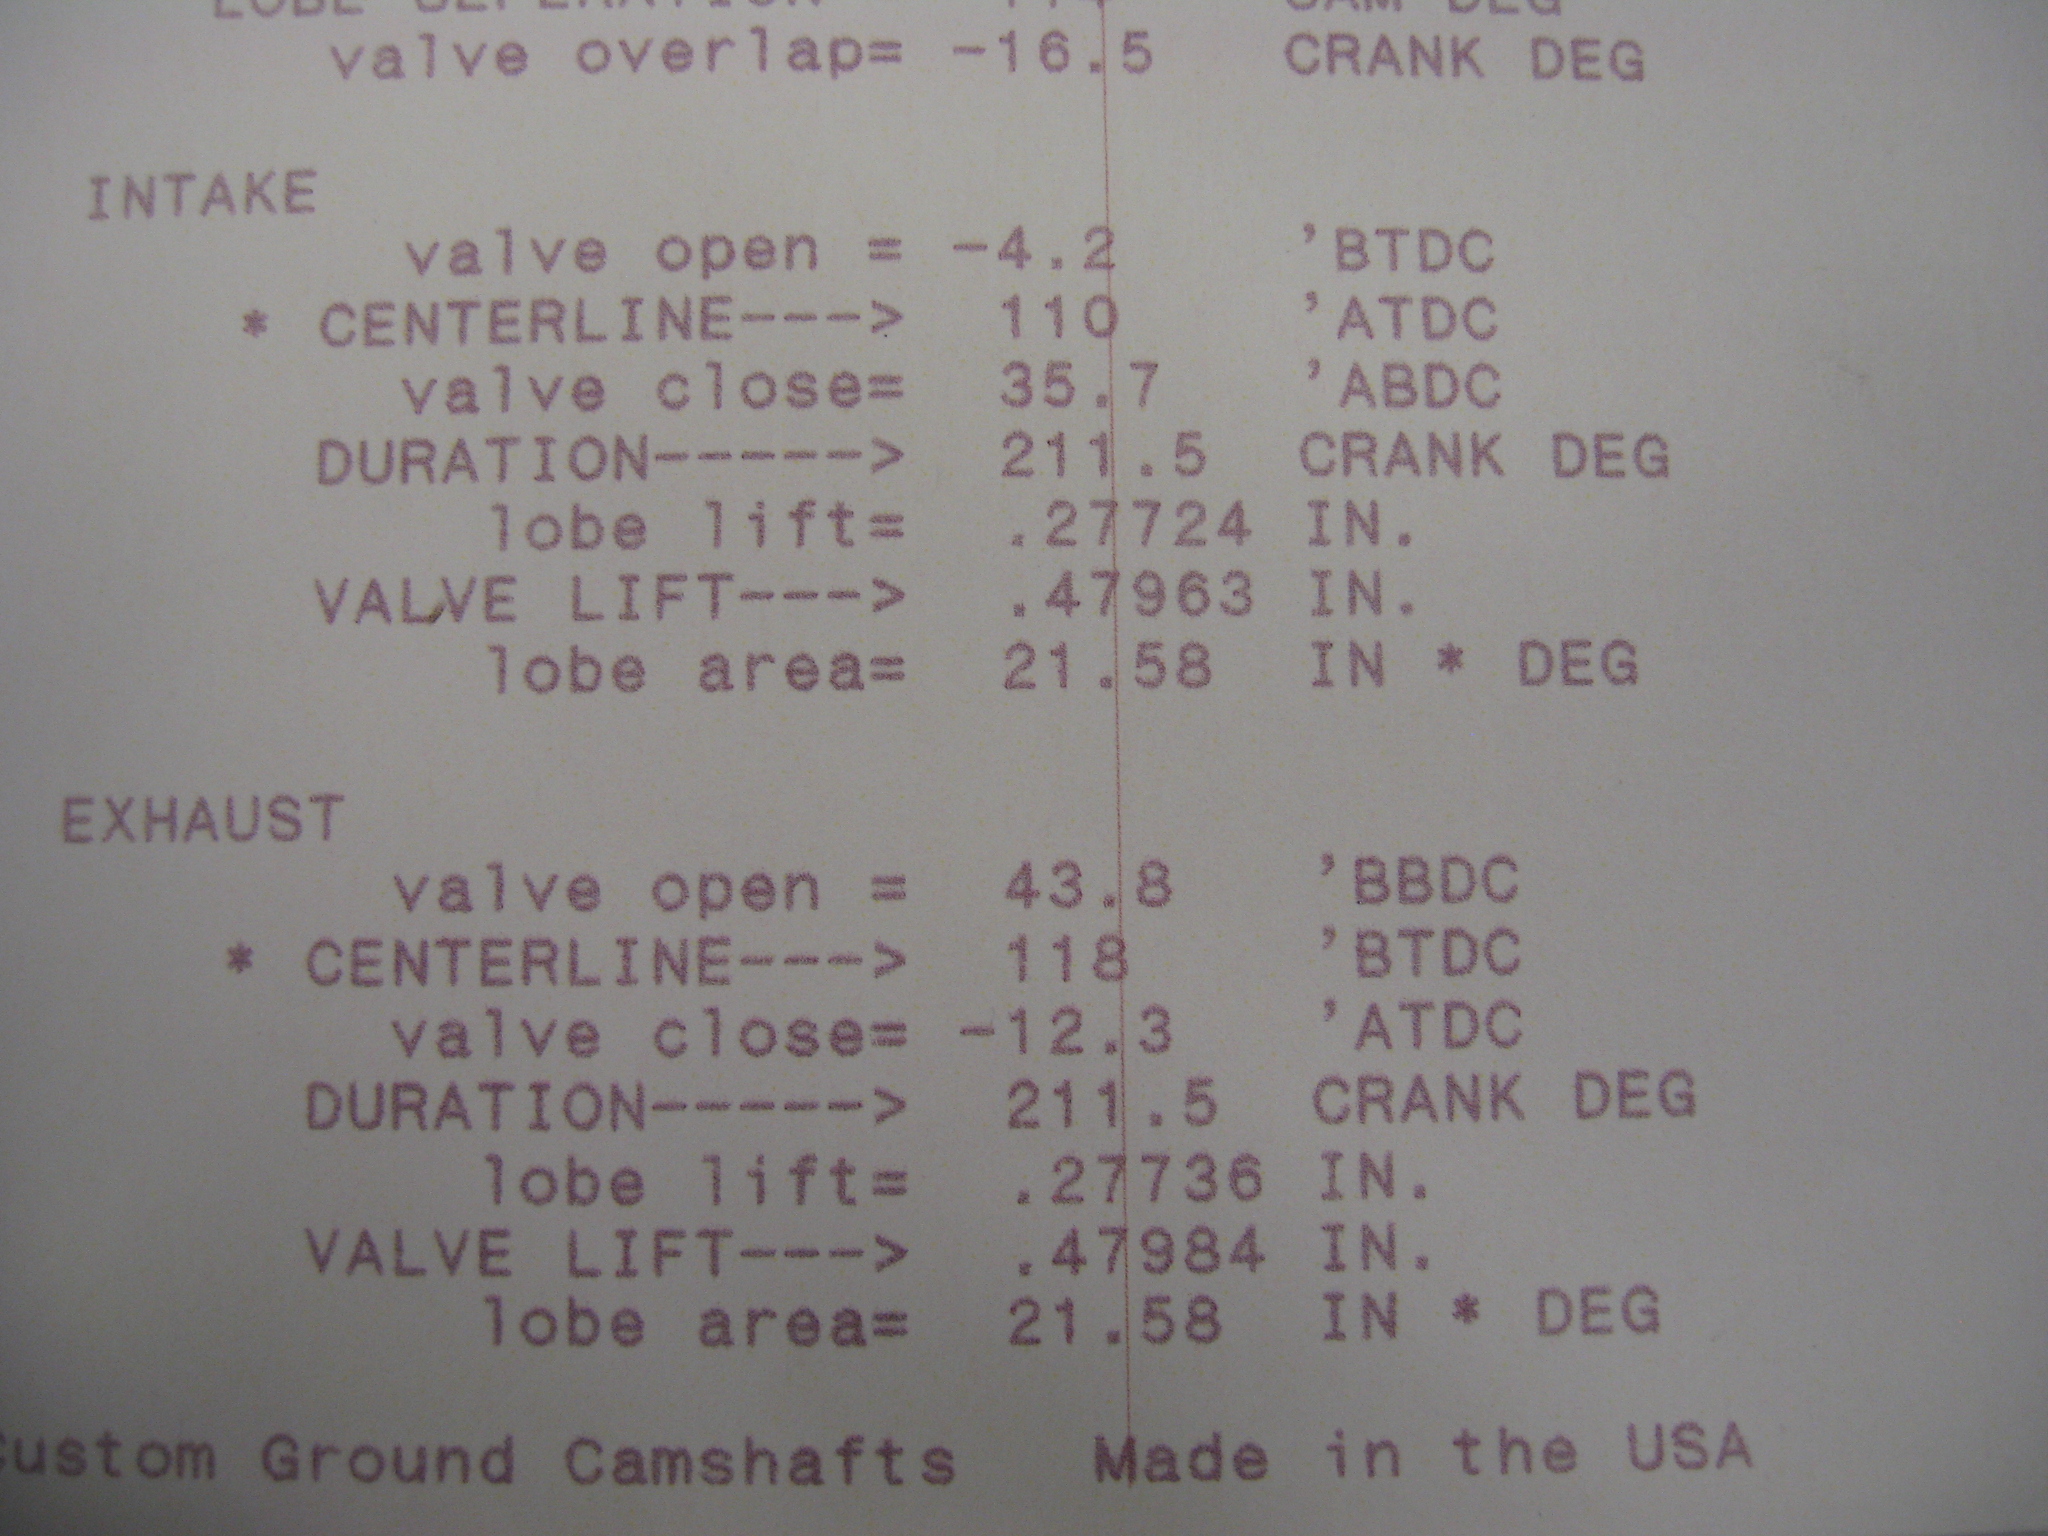 LOBE SEPERATION CAM DEG
valve overlap= -16.5 CRANK DEG
INTAKE
valve open = -4.2 'BTDC
* CENTERLINE---> 110 'ATDC
valve close= 35.7 'ABDC
DURATION-----> 211.5 CRANK DEG
lobe lift= .27724 IN.
VALVE LIFT---> .47963 IN.
lobe area= 21.58 IN * DEG
EXHAUST
valve open = 43.8 'BBDC
* CENTERLINE---> 118 'BTDC
valve close= -12.3 'ATDC
DURATION-----> 211.5 CRANK DEG
lobe lift= .27736 IN.
VALVE LIFT---> .47984 IN.
lobe area= 21.58 IN * DEG
Custom Ground Camshafts Made in the USA